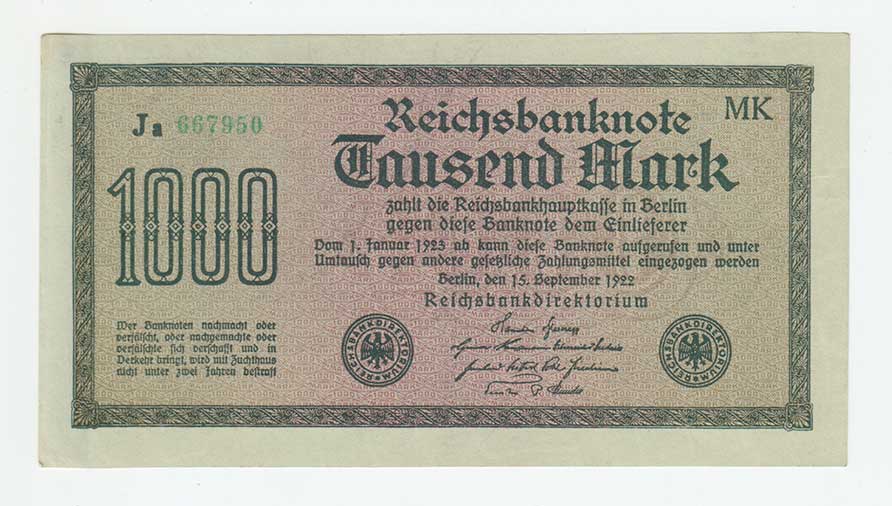 Ja 667950
MK
Reichsbanknote
Tausend Mark
1000
zahlt die Reichsbankhauptkasse in Berlin
gegen diese Banknote dem Einlieferer
Vom 1. Januar 1923 ab kann diese Banknote aufgerufen und unter
Umtausch gegen andere gesetzliche Zahlungsmittel eingezogen werden
Berlin, den 15. September 1922
Reichsbankdirektorium
Wer Banknoten nachmacht oder
verfälscht, oder nachgemachte oder
verfälschte sich verschafft und in
Verkehr bringt, wird mit Zuchthaus
nicht unter zwei Jahren bestraft
REICHSBANKDIREKTORIUM
REICHSBANKDIREKTORIUM